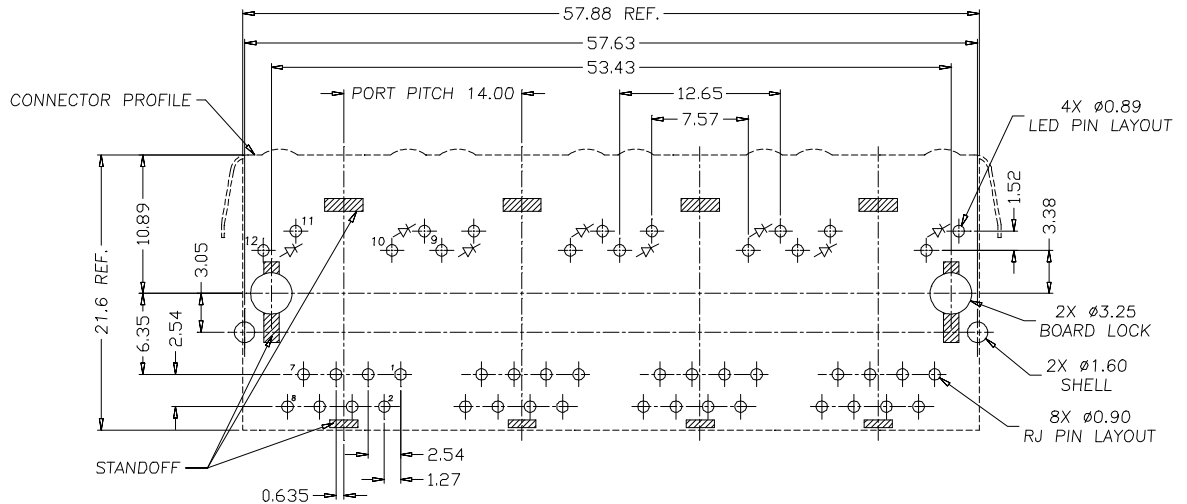 57.88 REF.
57.63
53.43
PORT PITCH 14.00
12.65
7.57
CONNECTOR PROFILE
4X ø0.89
LED PIN LAYOUT
1.52
3.38
10.89
21.6 REF.
3.05
6.35
2.54
11
12
10
9
2X ø3.25
BOARD LOCK
2X ø1.60
SHELL
7
1
8
2
8X ø0.90
RJ PIN LAYOUT
STANDOFF
2.54
1.27
0.635